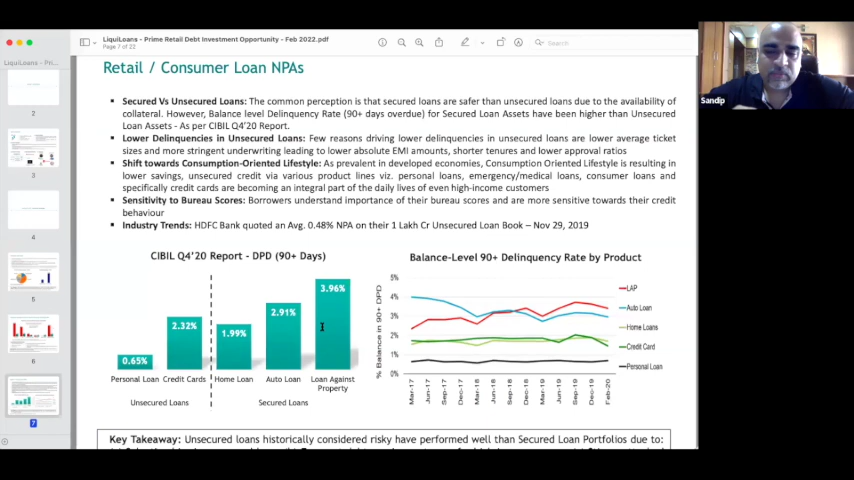 LiquiLoans - Prime Retail Debt Investment Opportunity - Feb 2022.pdf
Page 7 of 22
Search
LiquiLoans - Pri...
2
3
4
5
6
7
Sandip
Retail / Consumer Loan NPAs
Secured Vs Unsecured Loans: The common perception is that secured loans are safer than unsecured loans due to the availability of
collateral. However, Balance level Delinquency Rate (90+ days overdue) for Secured Loan Assets have been higher than Unsecured
Loan Assets - As per CIBIL Q4'20 Report.
Lower Delinquencies in Unsecured Loans: Few reasons driving lower delinquencies in unsecured loans are lower average ticket
sizes and more stringent underwriting leading to lower absolute EMI amounts, shorter tenures and lower approval ratios
Shift towards Consumption-Oriented Lifestyle: As prevalent in developed economies, Consumption Oriented Lifestyle is resulting in
lower savings, unsecured credit via various product lines viz. personal loans, emergency/medical loans, consumer loans and
specifically credit cards are becoming an integral part of the daily lives of even high-income customers
Sensitivity to Bureau Scores: Borrowers understand importance of their bureau scores and are more sensitive towards their credit
behaviour
Industry Trends: HDFC Bank quoted an Avg. 0.48% NPA on their 1 Lakh Cr Unsecured Loan Book – Nov 29, 2019
CIBIL Q4'20 Report - DPD (90+ Days)
0.65%
2.32%
1.99%
2.91%
3.96%
Personal Loan
Credit Cards
Home Loan
Auto Loan
Loan Against
Property
Unsecured Loans
Secured Loans
Balance-Level 90+ Delinquency Rate by Product
% Balance in 90+ DPD
5%
4%
3%
2%
1%
0%
Mar-17
Jun-17
Sep-17
Dec-17
Mar-18
Jun-18
Sep-18
Dec-18
Mar-19
Jun-19
Sep-19
Dec-19
Feb-20
LAP
Auto Loan
Home Loans
Credit Card
Personal Loan
Key Takeaway: Unsecured loans historically considered risky have performed well than Secured Loan Portfolios due to: